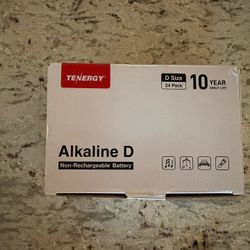 TENERGY
D Size
24 Pack
10 YEAR
SHELF LIFE
Alkaline D
Non-Rechargeable Battery